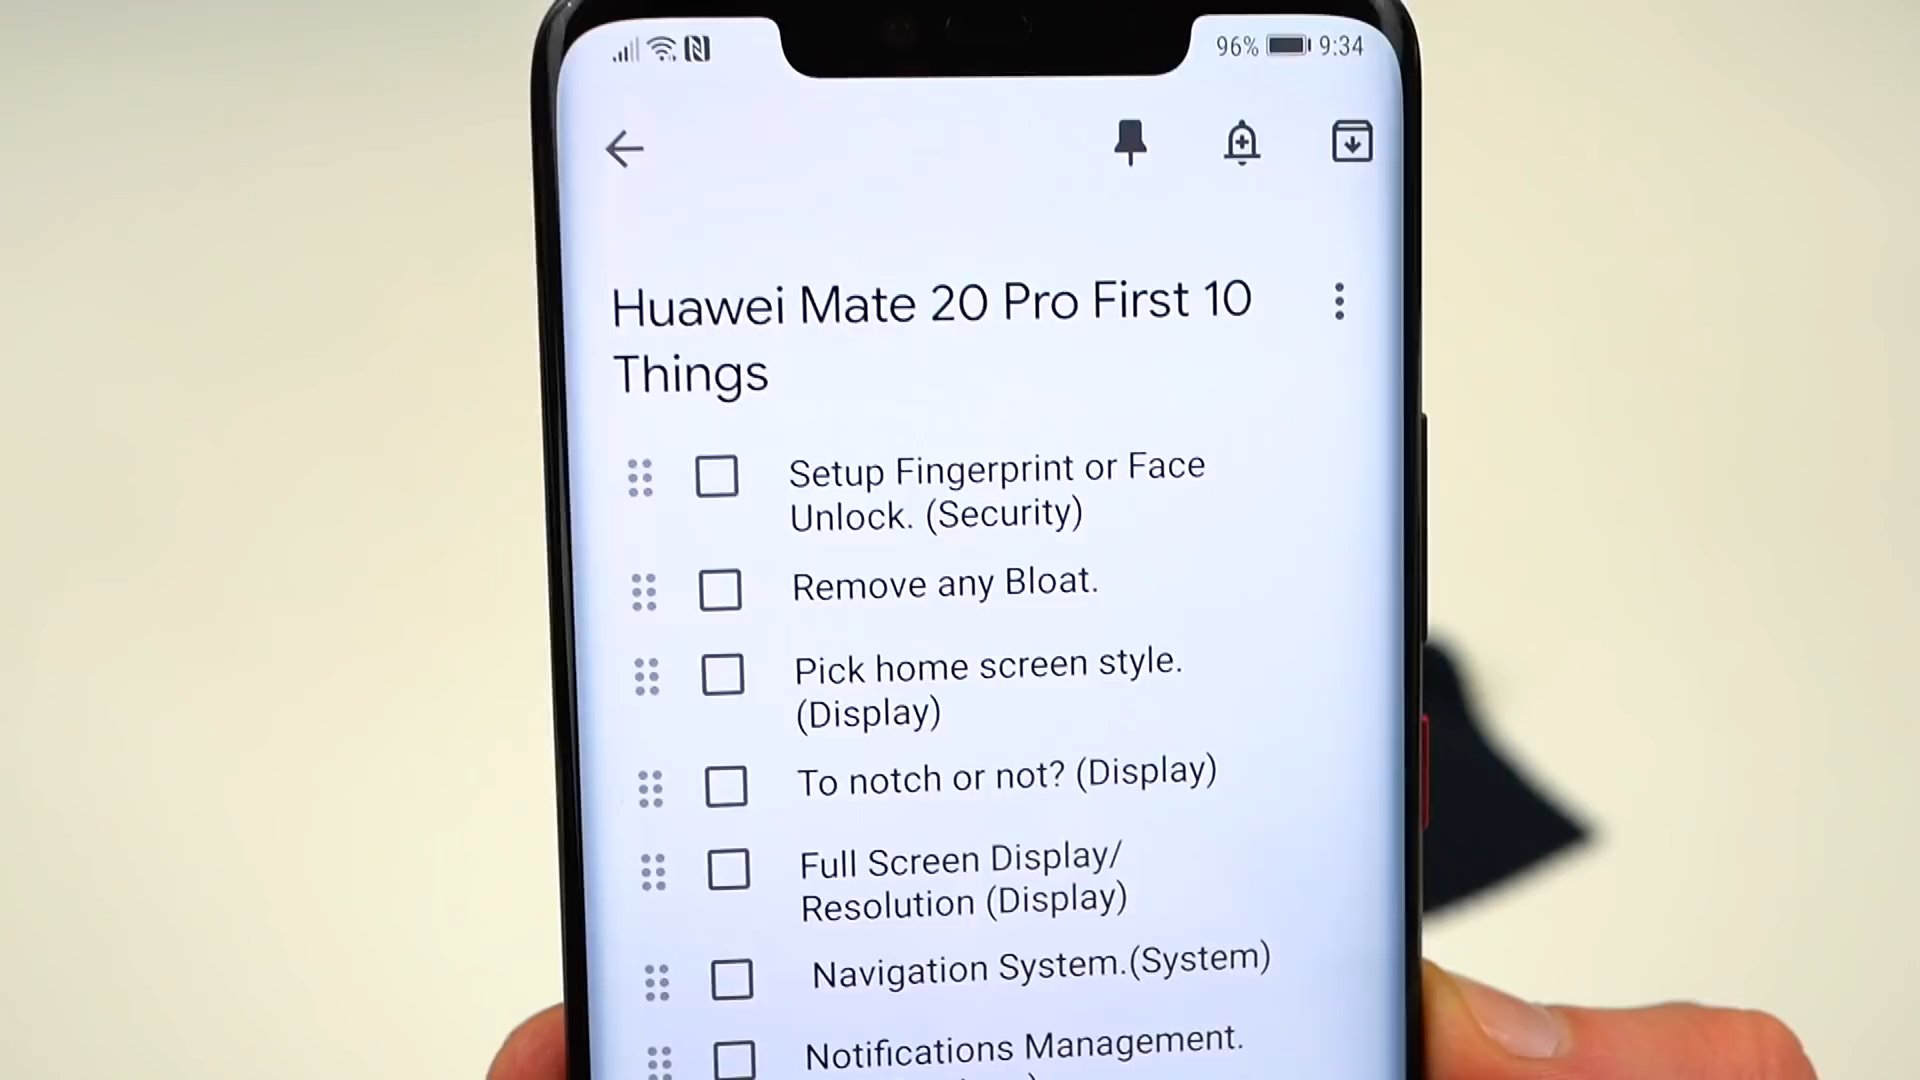 96% 9:34
Huawei Mate 20 Pro First 10
Things
Setup Fingerprint or Face
Unlock. (Security)
Remove any Bloat.
Pick home screen style.
(Display)
To notch or not? (Display)
Full Screen Display/
Resolution (Display)
Navigation System.(System)
Notifications Management.